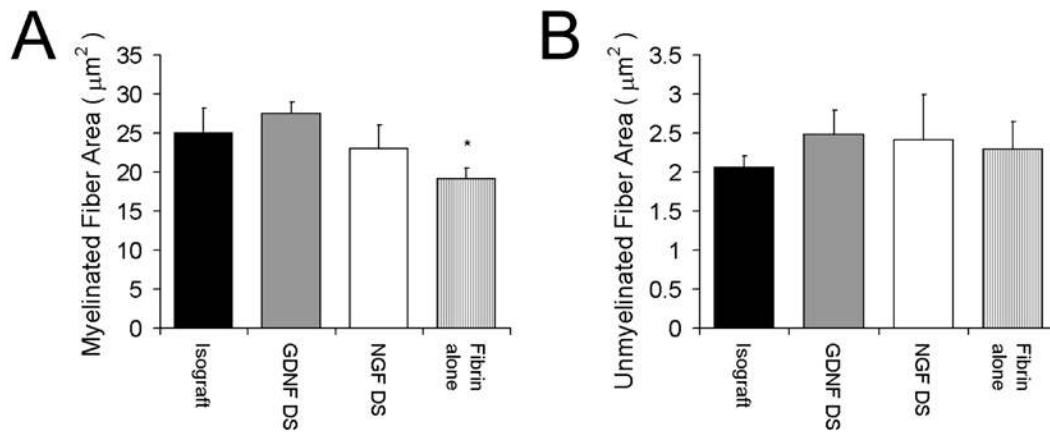 A
Myelinated Fiber Area ( μm²)
35
30
25
20
15
10
5
0
*
Isograft
GDNF DS
NGF DS
Fibrin
alone
B
Unmyelinated Fiber Area ( μm²)
3.5
3
2.5
2
1.5
1
0.5
0
Isograft
GDNF DS
NGF DS
Fibrin
alone